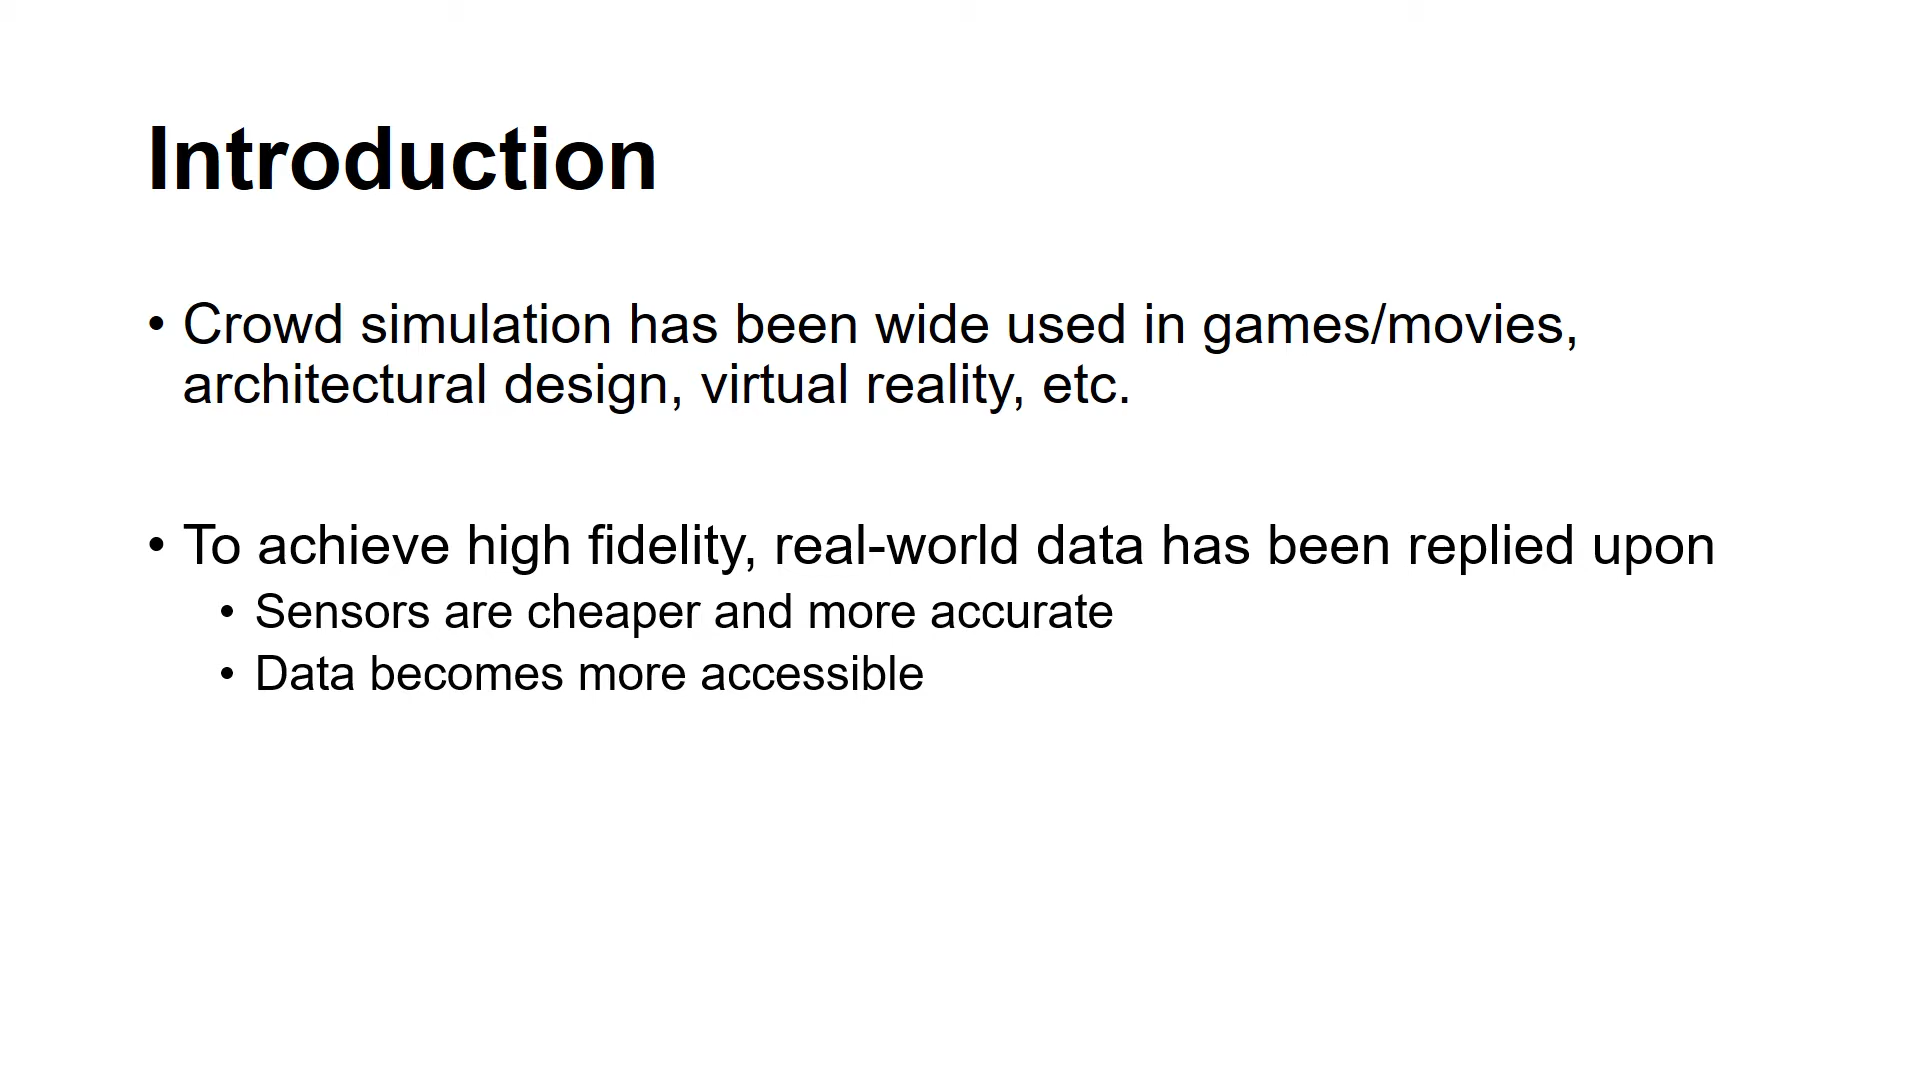 Introduction
• Crowd simulation has been wide used in games/movies,
architectural design, virtual reality, etc.
• To achieve high fidelity, real-world data has been replied upon
• Sensors are cheaper and more accurate
• Data becomes more accessible